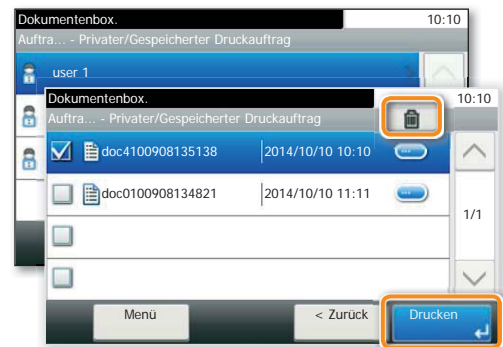 Dokumentenbox. 10:10
Auftra... - Privater/Gespeicherter Druckauftrag
user 1
Dokumentenbox. 10:10
Auftra... - Privater/Gespeicherter Druckauftrag
doc4100908135138 2014/10/10 10:10
doc0100908134821 2014/10/10 11:11
1/1
Menü < Zurück Drucken